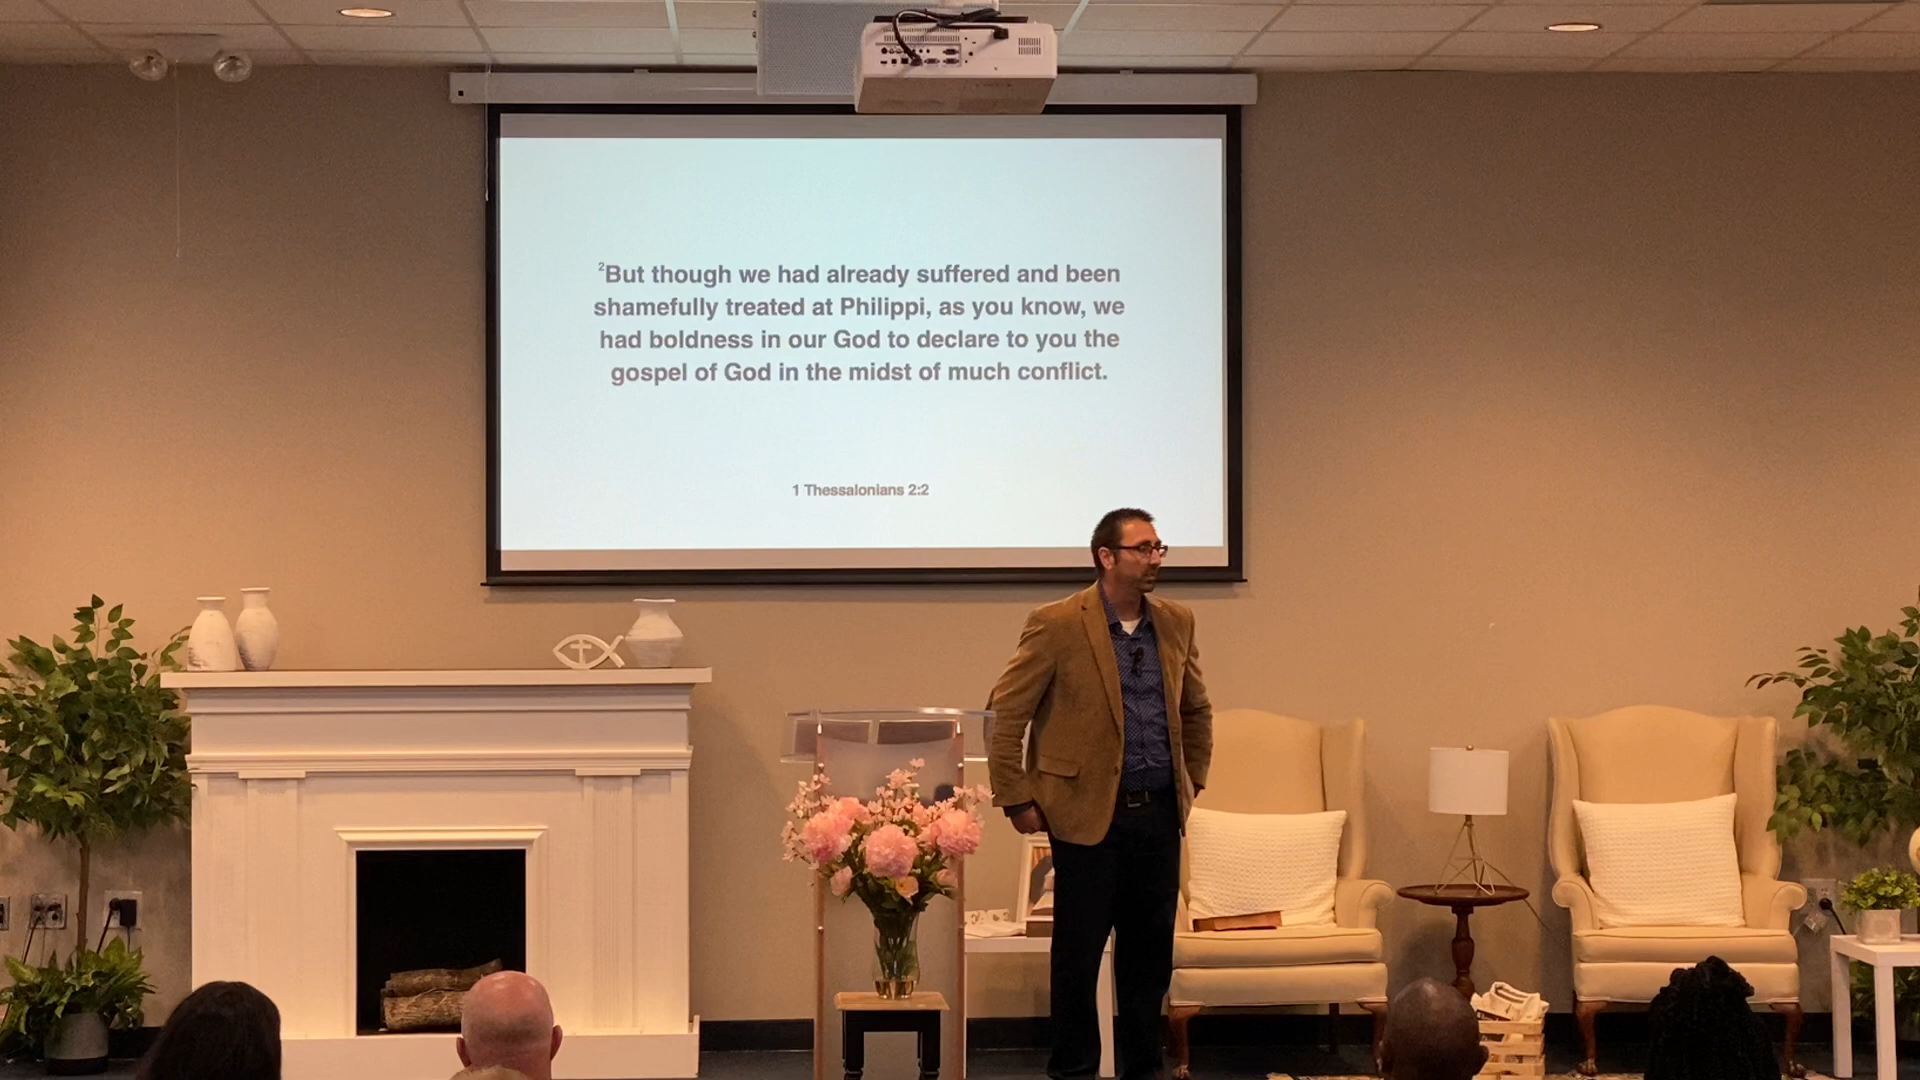 ²But though we had already suffered and been
shamefully treated at Philippi, as you know, we
had boldness in our God to declare to you the
gospel of God in the midst of much conflict.
1 Thessalonians 2:2